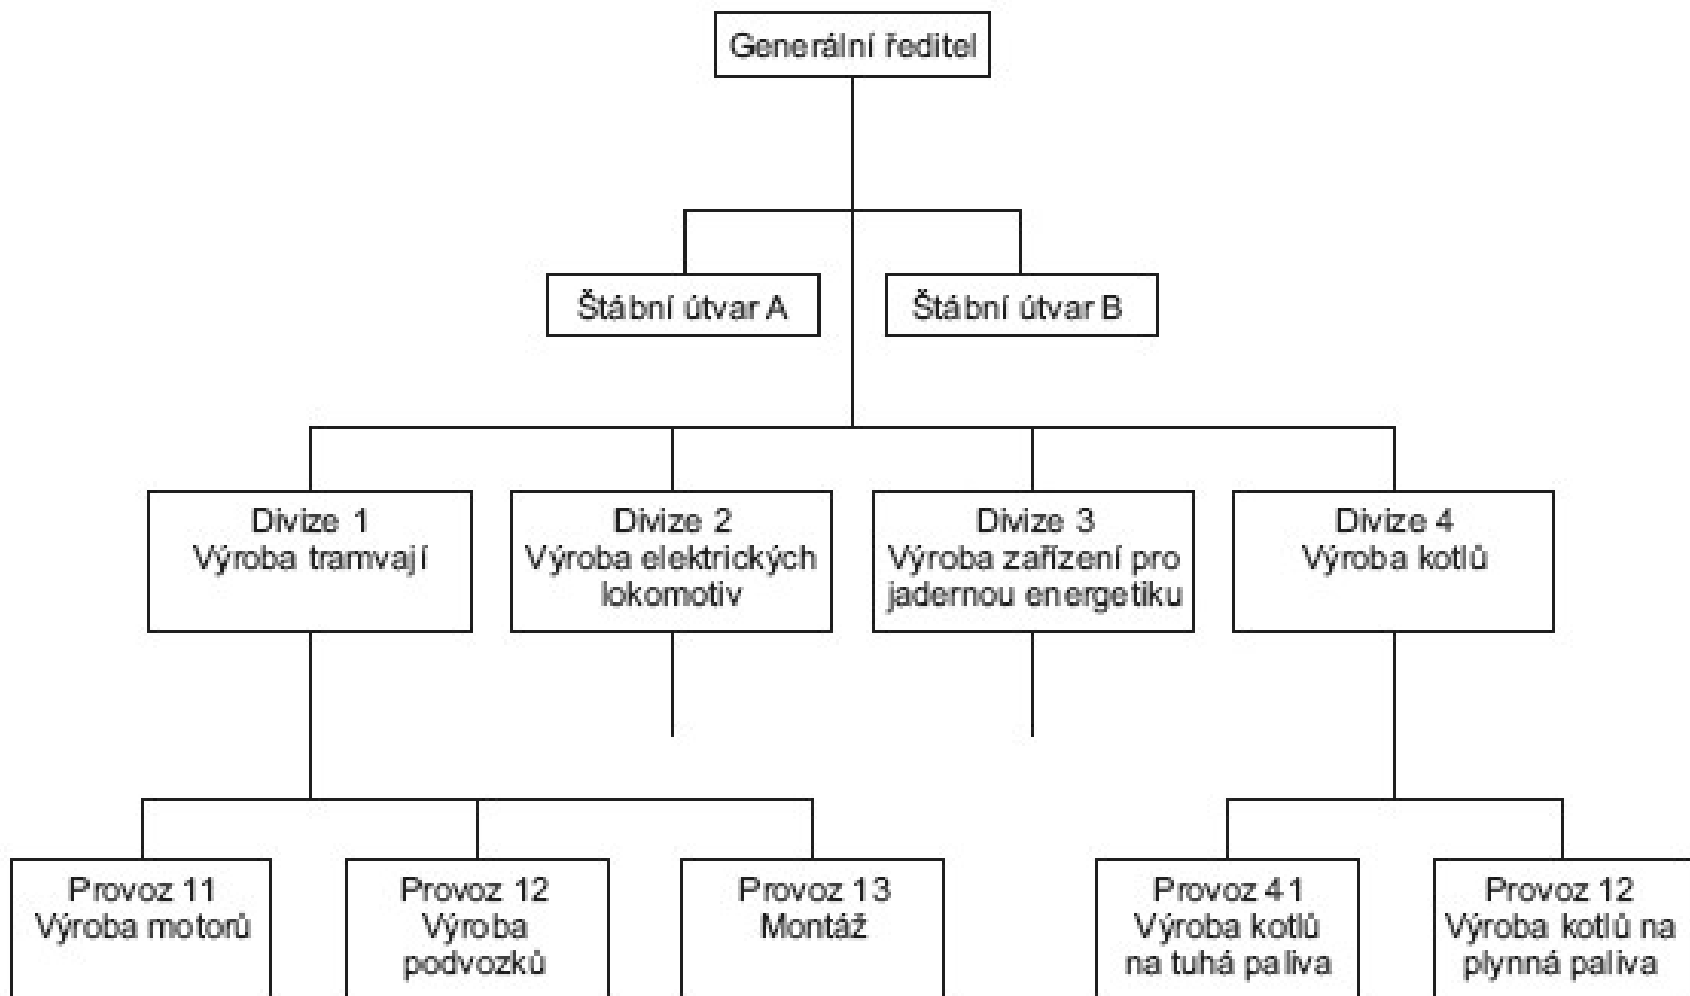 Generální ředitel
Štábní útvar A
Štábní útvar B
Divize 1
Výroba tramvají
Divize 2
Výroba elektrických
lokomotiv
Divize 3
Výroba zařízení pro
jadernou energetiku
Divize 4
Výroba kotlů
Provoz 11
Výroba motorů
Provoz 12
Výroba
podvozků
Provoz 13
Montáž
Provoz 41
Výroba kotlů
na tuhá paliva
Provoz 12
Výroba kotlů na
plynná paliva